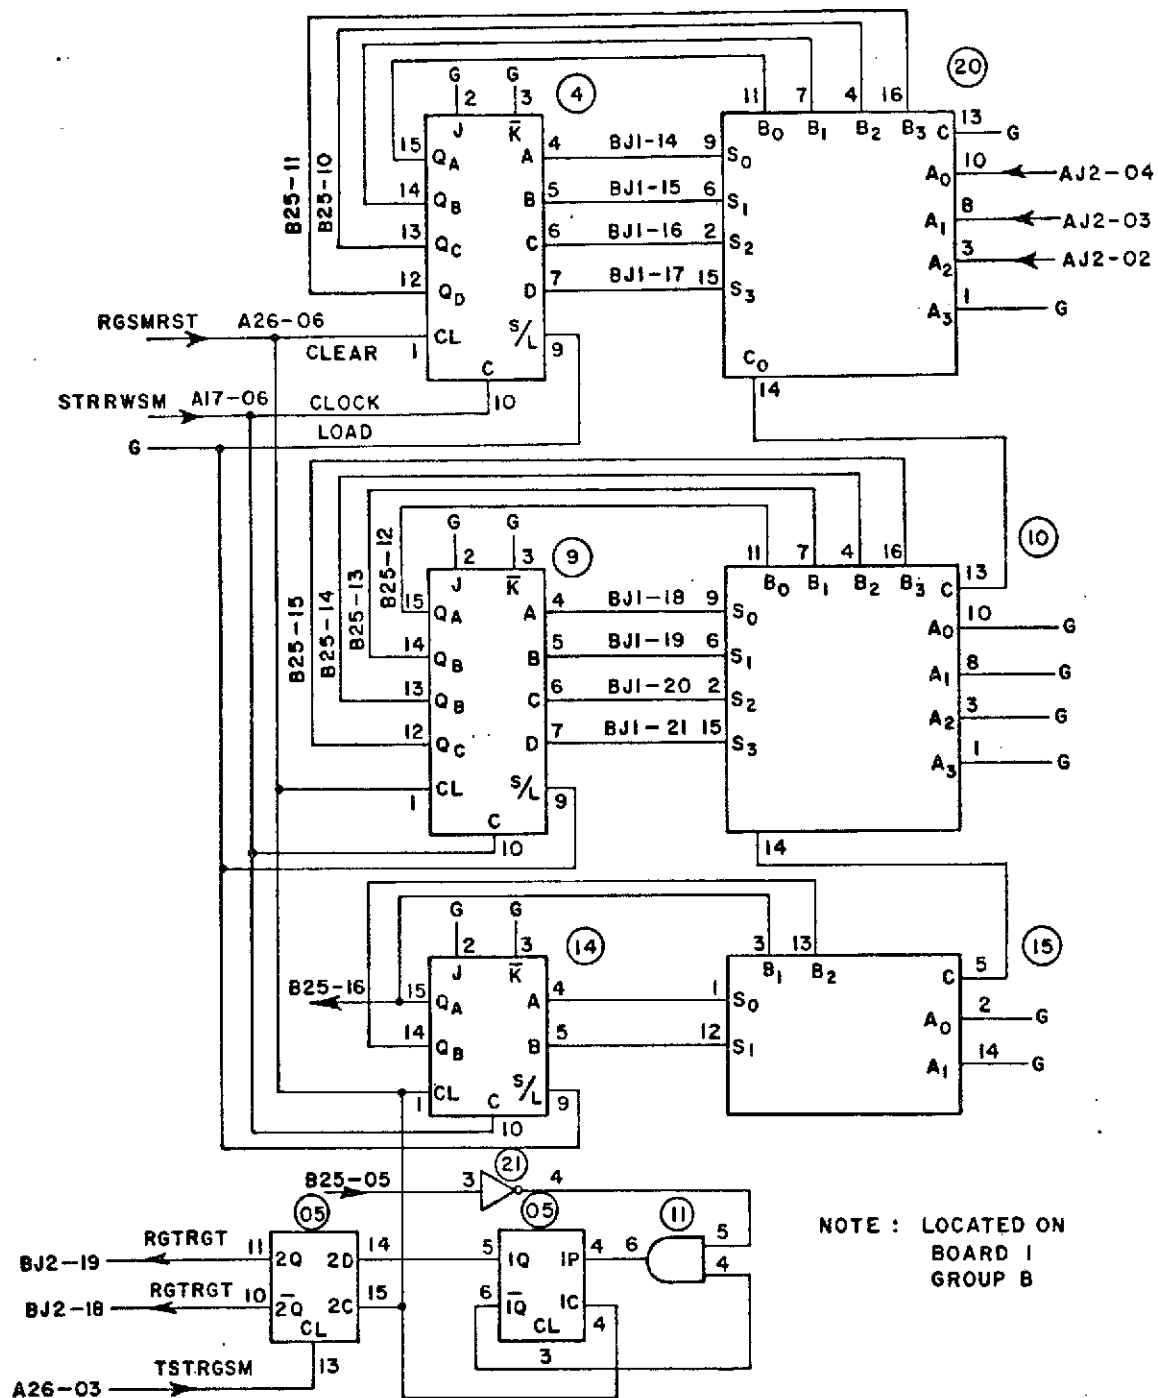 G G 4 20
2 3 11 7 4 16
J K̅ B0 B1 B2 B3 13
C G
15 QA A 4 BJ1-14 9 S0 A0 10 AJ2-04
14 QB B 5 BJ1-15 6 S1 A1 8 AJ2-03
13 QC C 6 BJ1-16 2 S2 A2 3 AJ2-02
12 QD D 7 BJ1-17 15 S3 A3 1 G
B25-11
B25-10
RGSMRST A26-06 CL S/L
CLEAR 1 9 C0
C 14
STRRWSM A17-06 CLOCK 10
LOAD
G
G G 9 10
2 3 11 7 4 16
J K̅ B0 B1 B2 B3 13
C
B25-15
B25-14
B25-13
B25-12
15 QA A 4 BJ1-18 9 S0 A0 10 G
14 QB B 5 BJ1-19 6 S1 A1 8 G
13 QB C 6 BJ1-20 2 S2 A2 3 G
12 QC D 7 BJ1-21 15 S3 A3 1 G
CL S/L
1 9
C
10 14
G G 14 15
2 3 3 13
J K̅ B1 B2 C 5
B25-16 15 QA A 4 1 S0 A0 2 G
14 QB B 5 12 S1 A1 14 G
CL S/L
1 C 9
10
21
B25-05 3 4
05 05 11
RGTRGT 11 2Q 2D 14 5 1Q 1P 4 6 5
BJ2-19 4
RGTRGT 10 2Q̅ 2C 15 6 1Q̅ 1C
BJ2-18 4
CL CL
13 3
TSTRGSM
A26-03
NOTE : LOCATED ON
BOARD 1
GROUP B